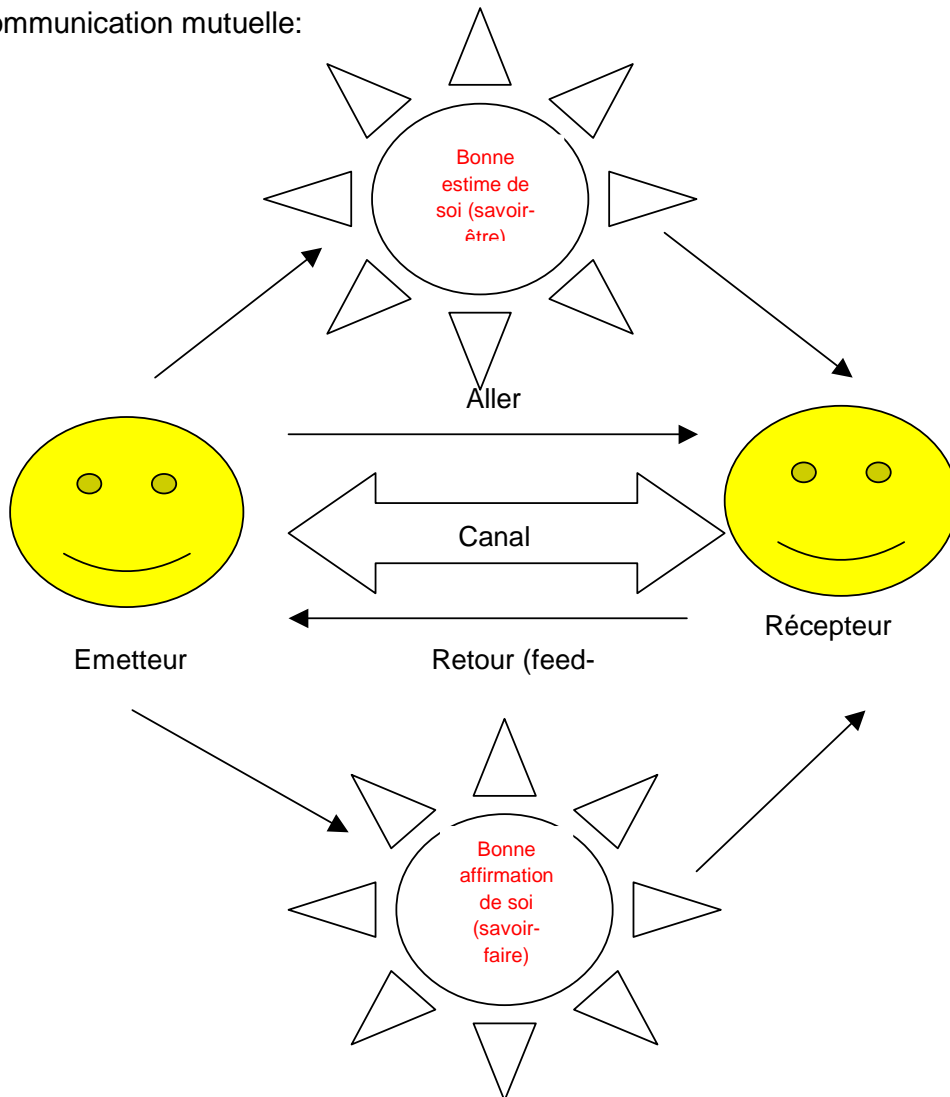 ommunication mutuelle:
Bonne
estime de
soi (savoir-
être)
Aller
Canal
Récepteur
Emetteur
Retour (feed-
Bonne
affirmation
de soi
(savoir-
faire)